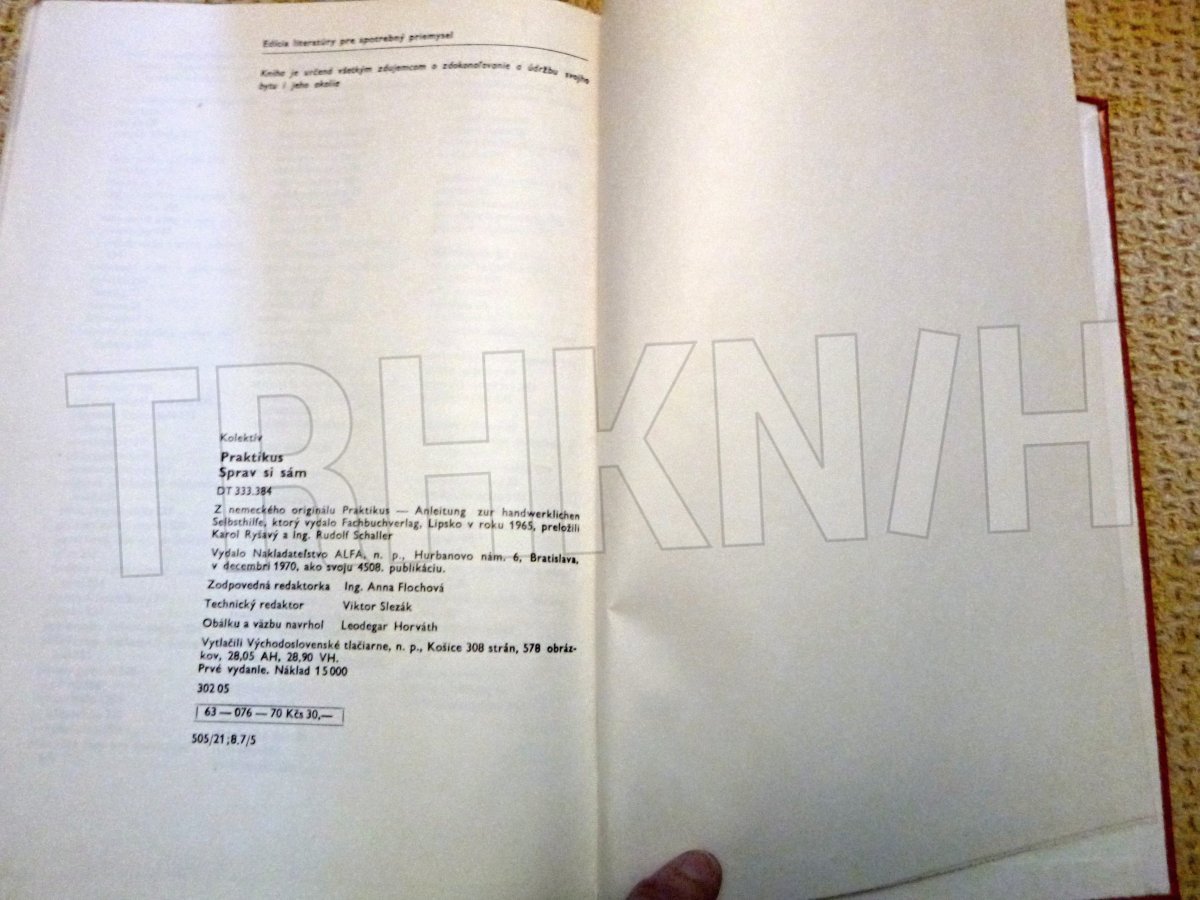 Edícia literatúry pre spotrebný priemysel
Kniha je určená všetkým záujemcom o zdokonaľovanie a údržbu svojho
bytu i jeho okolia
TRHKNÍH
Kolektív
Praktikus
Sprav si sám
DT 333.384
Z nemeckého originálu Praktikus — Anleitung zur handwerklichen
Selbsthilfe, ktorý vydalo Fachbuchverlag, Lipsko v roku 1965, preložili
Karol Ryšavý a Ing. Rudolf Schaller
Vydalo Nakladateľstvo ALFA, n. p., Hurbanovo nám. 6, Bratislava,
v decembri 1970, ako svoju 4508. publikáciu.
Zodpovedná redaktorka Ing. Anna Flochová
Technický redaktor Viktor Slezák
Obálku a väzbu navrhol Leodegar Horváth
Vytlačili Východoslovenské tlačiarne, n. p., Košice 308 strán, 578 obráz-
kov, 28,05 AH, 28,90 VH.
Prvé vydanie. Náklad 15 000
302 05
63 — 076 — 70 Kčs 30,—
505/21;8.7/5